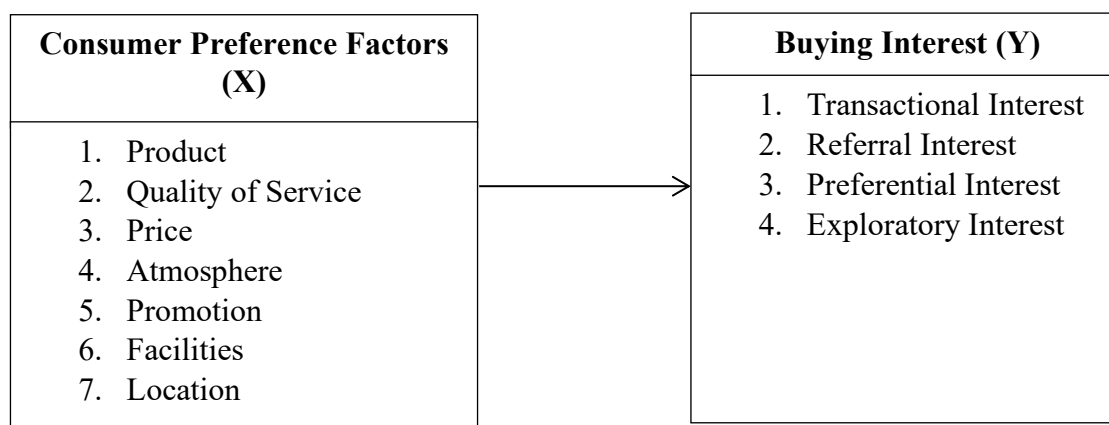 Consumer Preference Factors
(X)
1. Product
2. Quality of Service
3. Price
4. Atmosphere
5. Promotion
6. Facilities
7. Location
Buying Interest (Y)
1. Transactional Interest
2. Referral Interest
3. Preferential Interest
4. Exploratory Interest